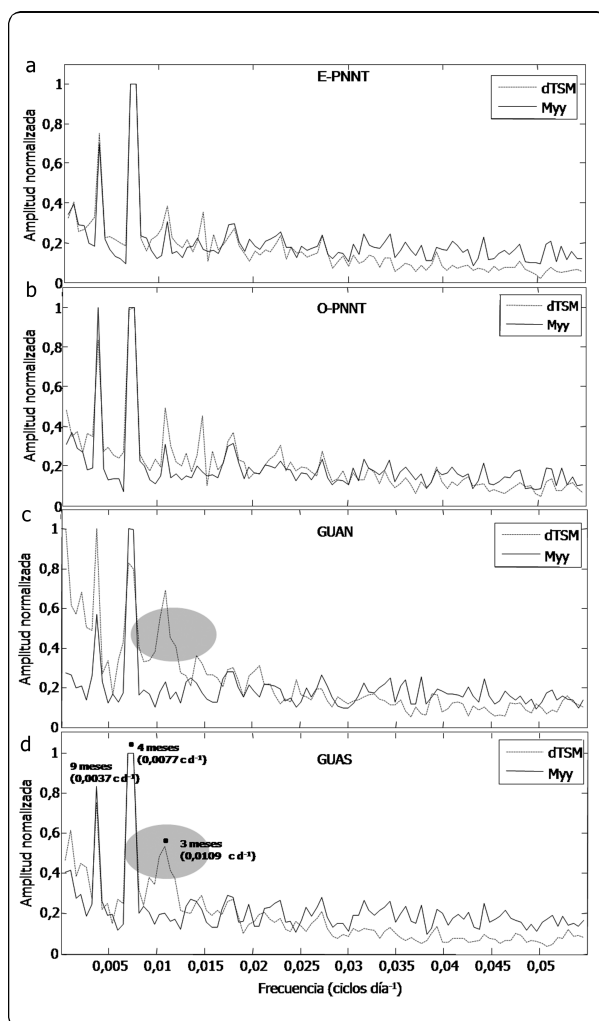 a
E-PNNT
dTSM
Myy
Amplitud normalizada
1
0,8
0,6
0,4
0,2
0
b
O-PNNT
dTSM
Myy
Amplitud normalizada
1
0,8
0,6
0,4
0,2
0
c
GUAN
dTSM
Myy
Amplitud normalizada
1
0,8
0,6
0,4
0,2
0
d
GUAS
dTSM
Myy
Amplitud nomalizada
1
0,8
0,6
0,4
0,2
0
9 meses
(0,0037 c d-1)
4 meses
(0,0077 c d-1)
3 meses
(0,0109 c d-1)
0,005 0,01 0,015 0,02 0,025 0,03 0,035 0,04 0,045 0,05
Frecuencia (ciclos día-1)